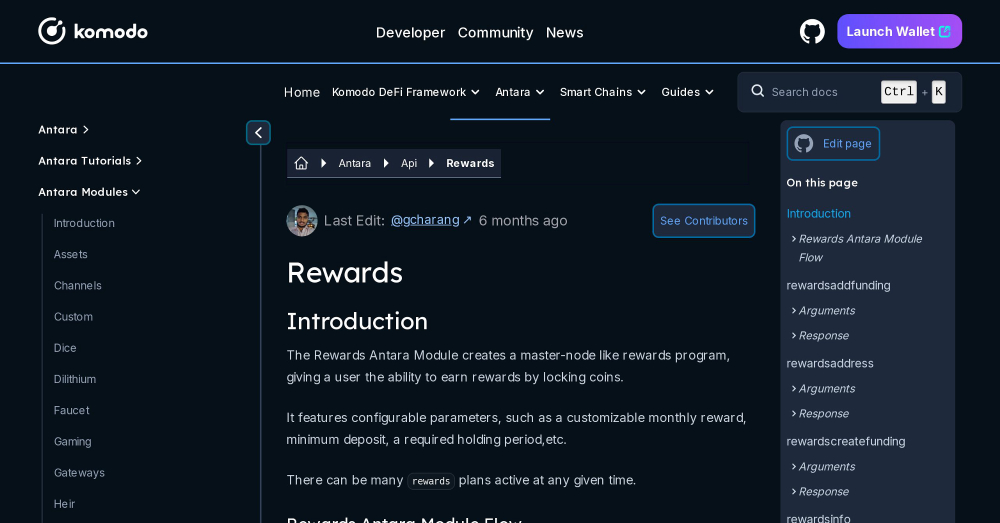 komodo
Developer Community News
Launch Wallet
Home Komodo DeFi Framework Antara Smart Chains Guides
Search docs Ctrl + K
Antara
Antara Tutorials
Antara Modules
Introduction
Assets
Channels
Custom
Dice
Dilithium
Faucet
Gaming
Gateways
Heir
Antara Api Rewards
Last Edit: @gcharang ↗ 6 months ago
See Contributors
Rewards
Introduction
The Rewards Antara Module creates a master-node like rewards program,
giving a user the ability to earn rewards by locking coins.
It features configurable parameters, such as a customizable monthly reward,
minimum deposit, a required holding period,etc.
There can be many rewards plans active at any given time.
Rewards Antara Module Flow
Edit page
On this page
Introduction
Rewards Antara Module
Flow
rewardsaddfunding
Arguments
Response
rewardsaddress
Arguments
Response
rewardscreatefunding
Arguments
Response
rewardsinfo